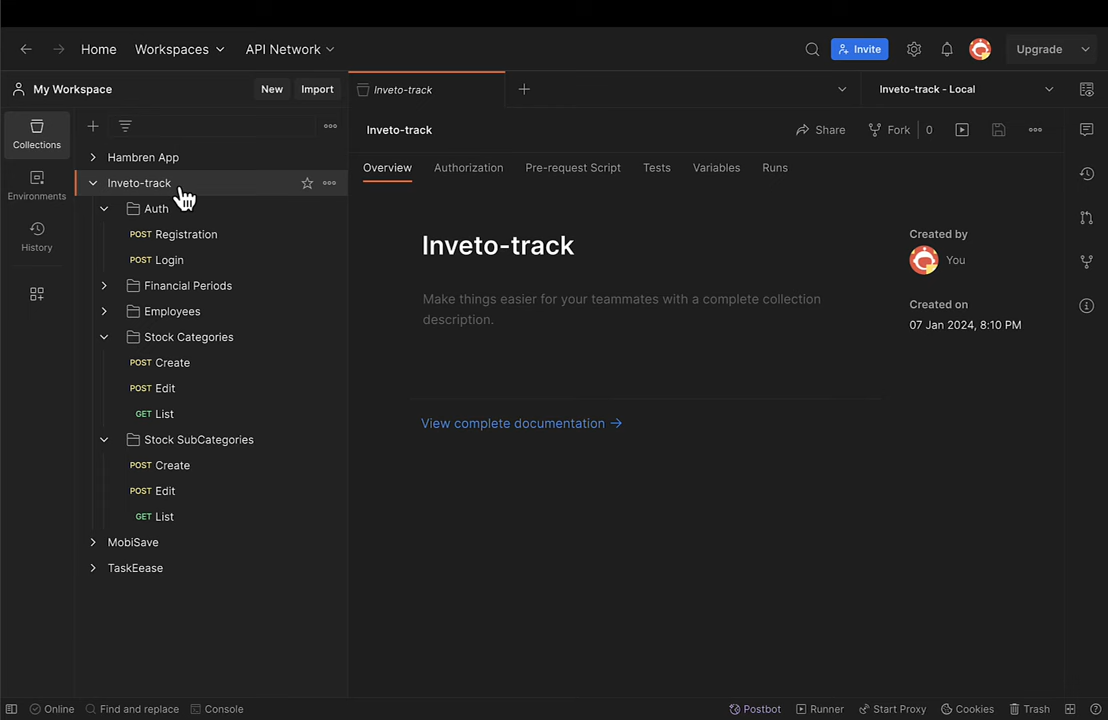 Home Workspaces API Network Invite Upgrade
My Workspace New Import Inveto-track Inveto-track - Local
Collections
Environments
History
Hambren App
Inveto-track
Auth
POST Registration
POST Login
Financial Periods
Employees
Stock Categories
POST Create
POST Edit
GET List
Stock SubCategories
POST Create
POST Edit
GET List
MobiSave
TaskEease
Inveto-track Share Fork 0
Overview Authorization Pre-request Script Tests Variables Runs
Inveto-track
Make things easier for your teammates with a complete collection
description.
View complete documentation →
Created by
You
Created on
07 Jan 2024, 8:10 PM
Online Find and replace Console Postbot Runner Start Proxy Cookies Trash